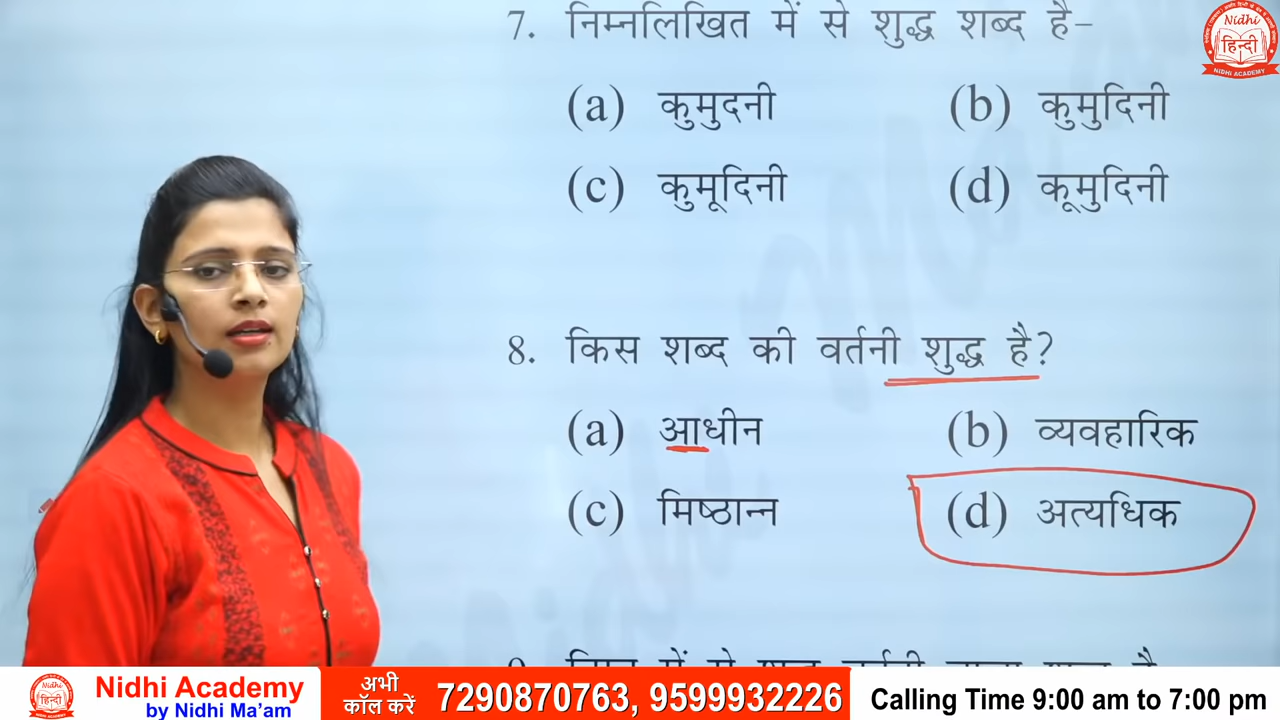 7. निम्नलिखित में से शुद्ध शब्द है-
(a) कुमुदनी (b) कुमुदिनी
(c) कुमूदिनी (d) कूमुदिनी
8. किस शब्द की वर्तनी शुद्ध है?
(a) आधीन (b) व्यवहारिक
(c) मिष्ठान्न (d) अत्यधिक
Nidhi
हिन्दी
NIDHI ACADEMY
Nidhi Academy
by Nidhi Ma'am
अभी
कॉल करें
7290870763, 9599932226
Calling Time 9:00 am to 7:00 pm